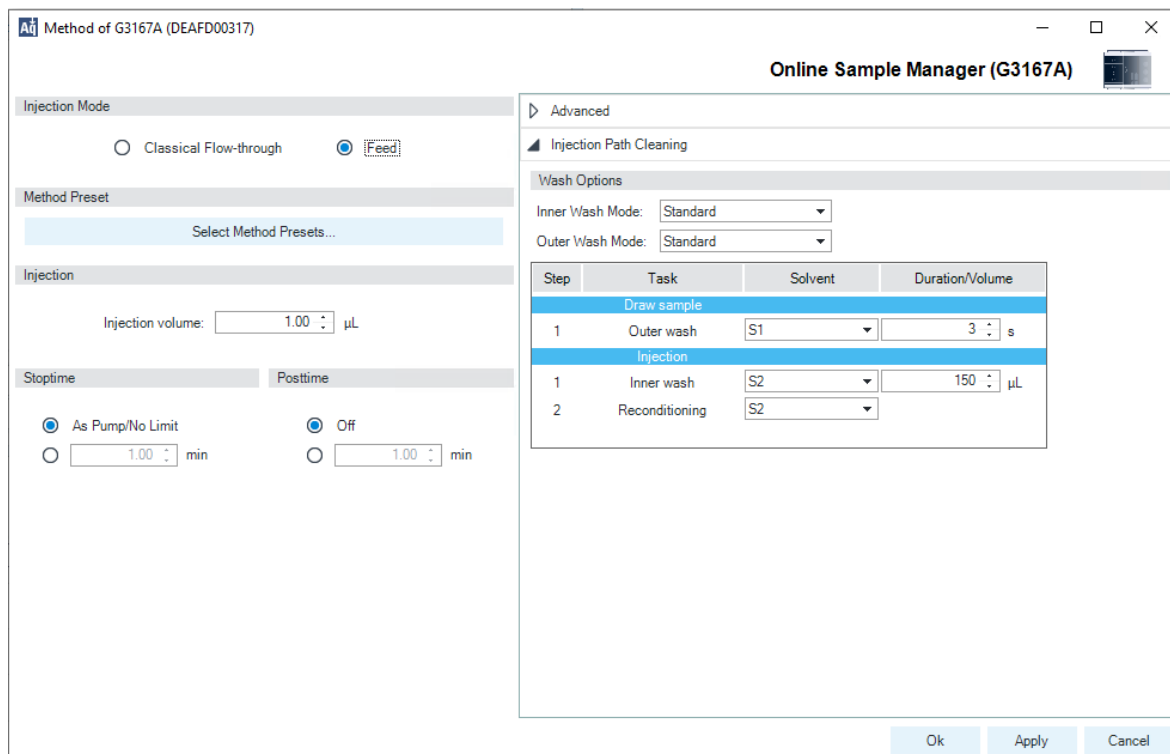 Method of G3167A (DEAFD00317)
Online Sample Manager (G3167A)
Injection Mode
Classical Flow-through Feed
Method Preset
Select Method Presets...
Injection
Injection volume: 1.00 µL
Stoptime Posttime
As Pump/No Limit Off
1.00 min 1.00 min
Advanced
Injection Path Cleaning
Wash Options
Inner Wash Mode: Standard
Outer Wash Mode: Standard
Step Task Solvent Duration/Volume
Draw sample
1 Outer wash S1 3 s
Injection
1 Inner wash S2 150 µL
2 Reconditioning S2
Ok Apply Cancel